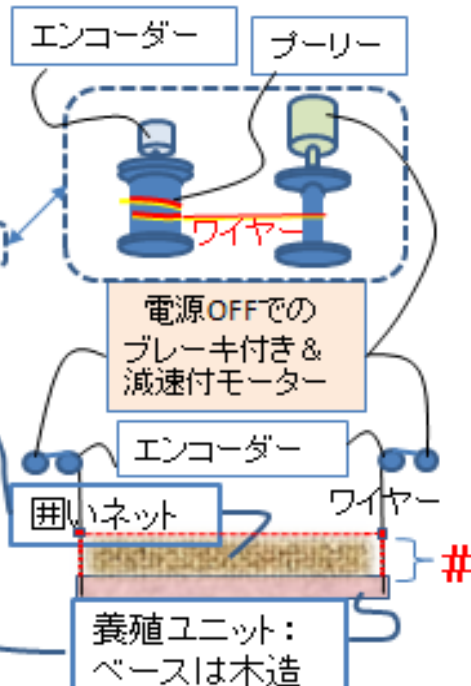 エンコーダー
プーリー
ワイヤー
電源OFFでの
ブレーキ付き＆
減速付モーター
エンコーダー
ワイヤー
囲いネット
#
養殖ユニット：
ベースは木造